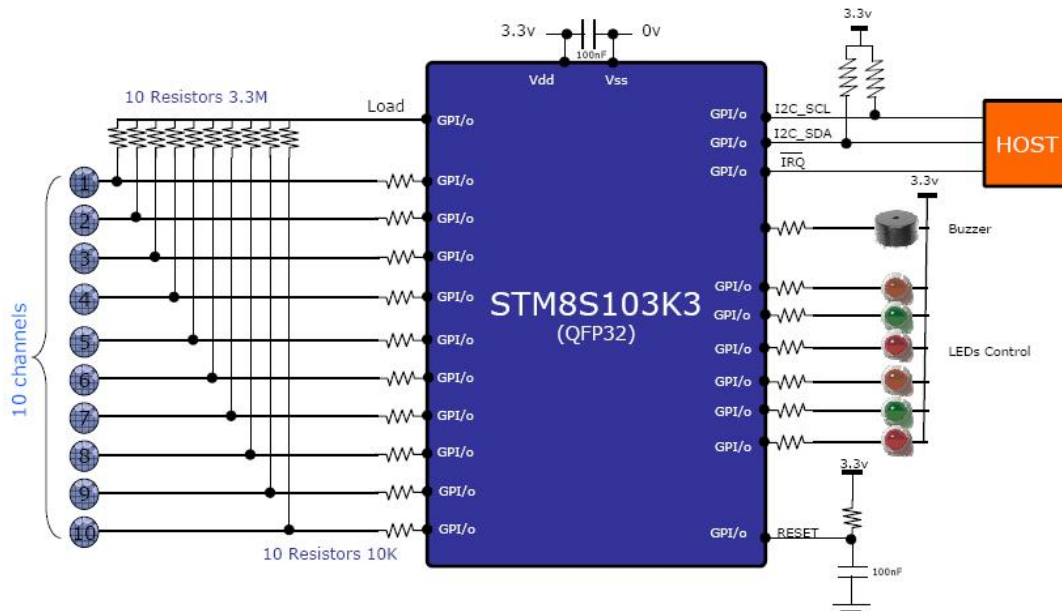 3.3v
0v
100nF
Vdd
Vss
3.3v
10 Resistors 3.3M
Load
GPI/o
GPI/o
I2C_SCL
GPI/o
I2C_SDA
GPI/o
IRQ
HOST
1
GPI/o
2
GPI/o
3
GPI/o
4
GPI/o
5
GPI/o
6
GPI/o
7
GPI/o
8
GPI/o
9
GPI/o
10
GPI/o
10 channels
10 Resistors 10K
STM8S103K3
(QFP32)
3.3v
Buzzer
GPI/o
GPI/o
GPI/o
LEDs Control
GPI/o
GPI/o
GPI/o
3.3v
GPI/o
RESET
100nF